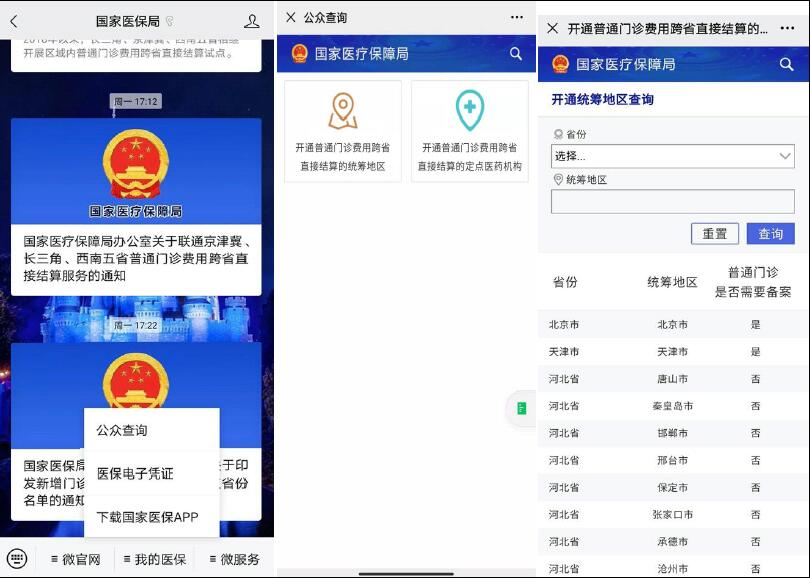 国家医保局
开展区域内普通门诊费用跨省直接结算试点。
周一 17:12
国家医疗保障局
国家医疗保障局办公室关于联通京津冀、
长三角、西南五省普通门诊费用跨省直
接结算服务的通知
周一 17:22
国家医保局
关于印
发新增门诊
省份
名单的通知
公众查询
医保电子凭证
下载国家医保APP
≡ 微官网
≡ 我的医保
≡ 微服务
公众查询
国家医疗保障局
开通普通门诊费用跨省
直接结算的统筹地区
开通普通门诊费用跨省
直接结算的定点医药机构
开通普通门诊费用跨省直接结算的...
国家医疗保障局
开通统筹地区查询
省份
选择...
统筹地区
重置 查询
省份 统筹地区 普通门诊
是否需要备案
北京市 北京市 是
天津市 天津市 是
河北省 唐山市 否
河北省 秦皇岛市 否
河北省 邯郸市 否
河北省 邢台市 否
河北省 保定市 否
河北省 张家口市 否
河北省 承德市 否
河北省 沧州市 否